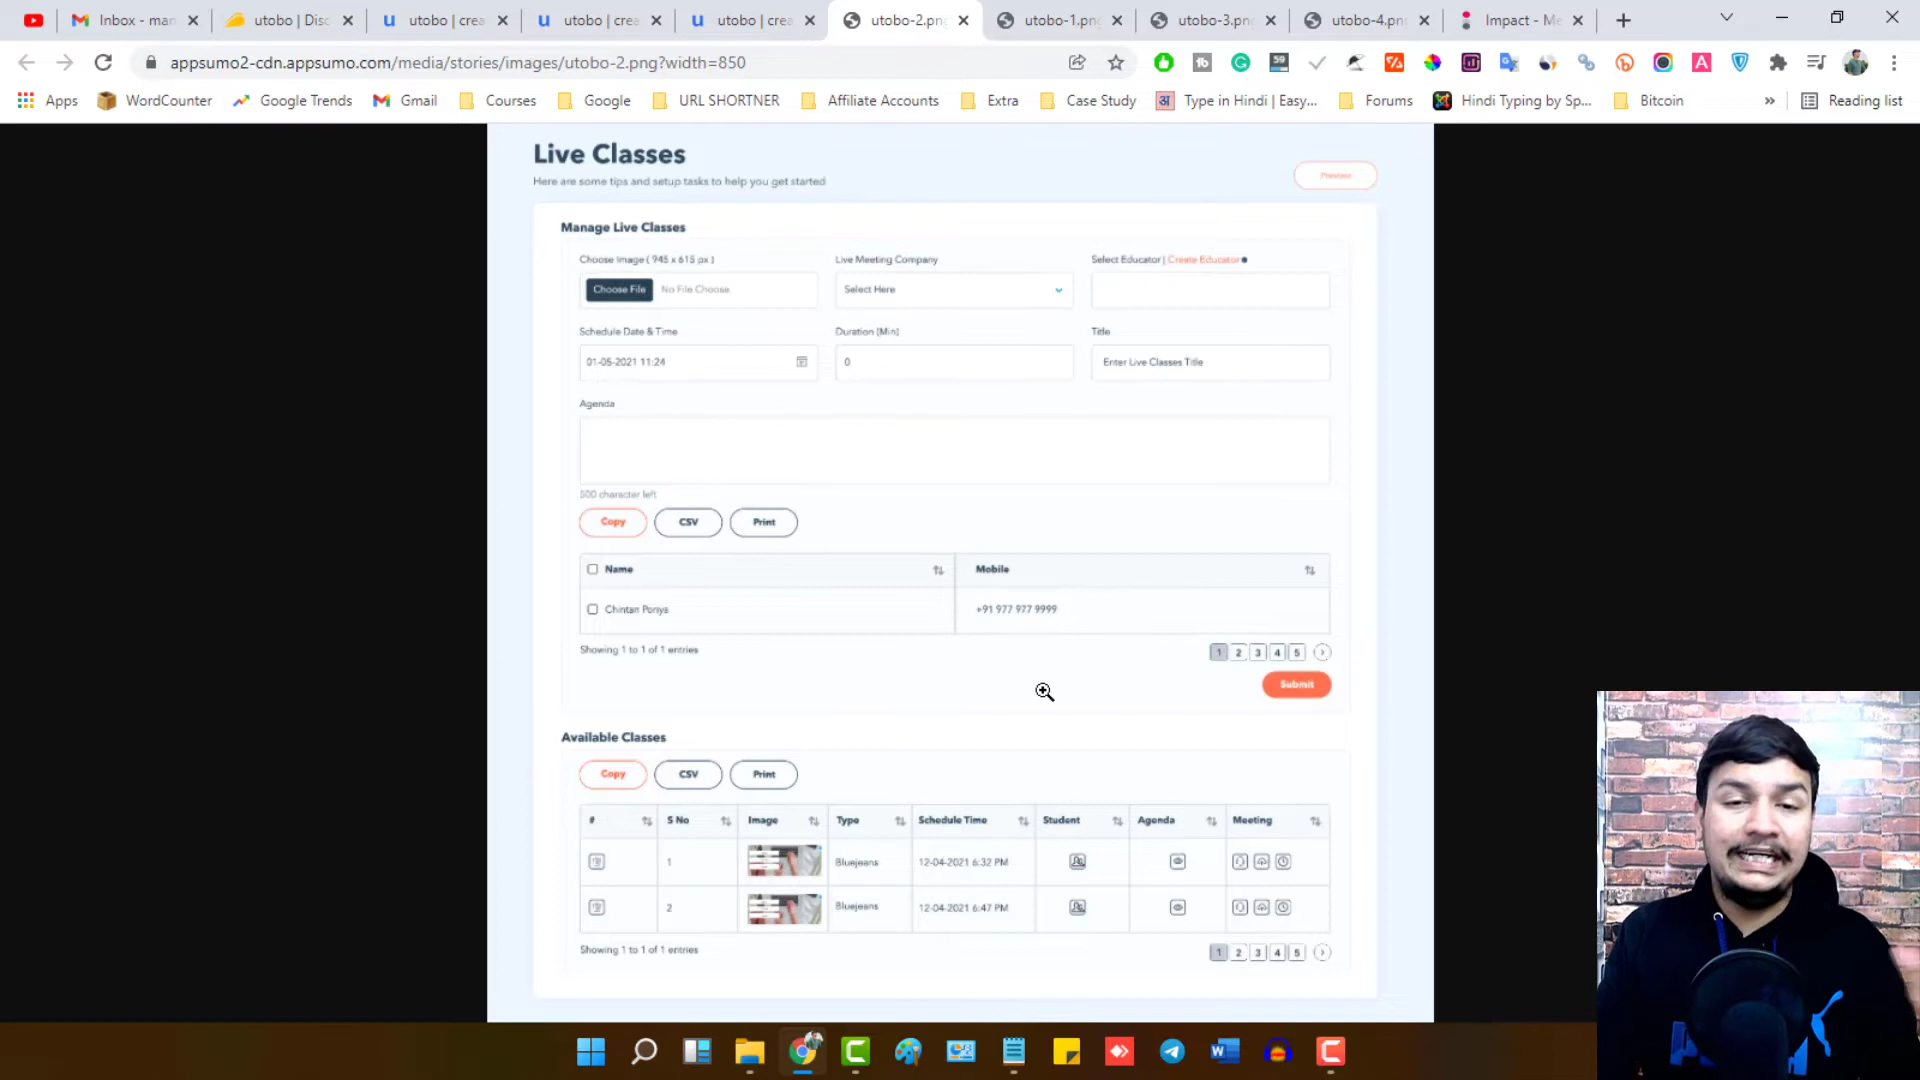 Inbox - man
utobo | Disc
utobo | crea
utobo | crea
utobo | crea
utobo-2.pn
utobo-1.pn
utobo-3.pn
utobo-4.pn
Impact - Me
appsumo2-cdn.appsumo.com/media/stories/images/utobo-2.png?width=850
59
Apps
WordCounter
Google Trends
Gmail
Courses
Google
URL SHORTNER
Affiliate Accounts
Extra
Case Study
Type in Hindi | Easy...
Forums
Hindi Typing by Sp...
Bitcoin
»
Reading list
Live Classes
Here are some tips and setup tasks to help you get started
Preview
Manage Live Classes
Choose Image ( 945 x 615 px )
Live Meeting Company
Select Educator | Create Educator
Choose File
No File Choose
Select Here
Schedule Date & Time
Duration [Min]
Title
01-05-2021 11:24
0
Enter Live Classes Title
Agenda
500 character left
Copy
CSV
Print
Name
Mobile
Chintan Poriya
+91 977 977 9999
Showing 1 to 1 of 1 entries
1 2 3 4 5
Submit
Available Classes
Copy
CSV
Print
#
S No
Image
Type
Schedule Time
Student
Agenda
Meeting
1
Bluejeans
12-04-2021 6:32 PM
2
Bluejeans
12-04-2021 6:47 PM
Showing 1 to 1 of 1 entries
1 2 3 4 5